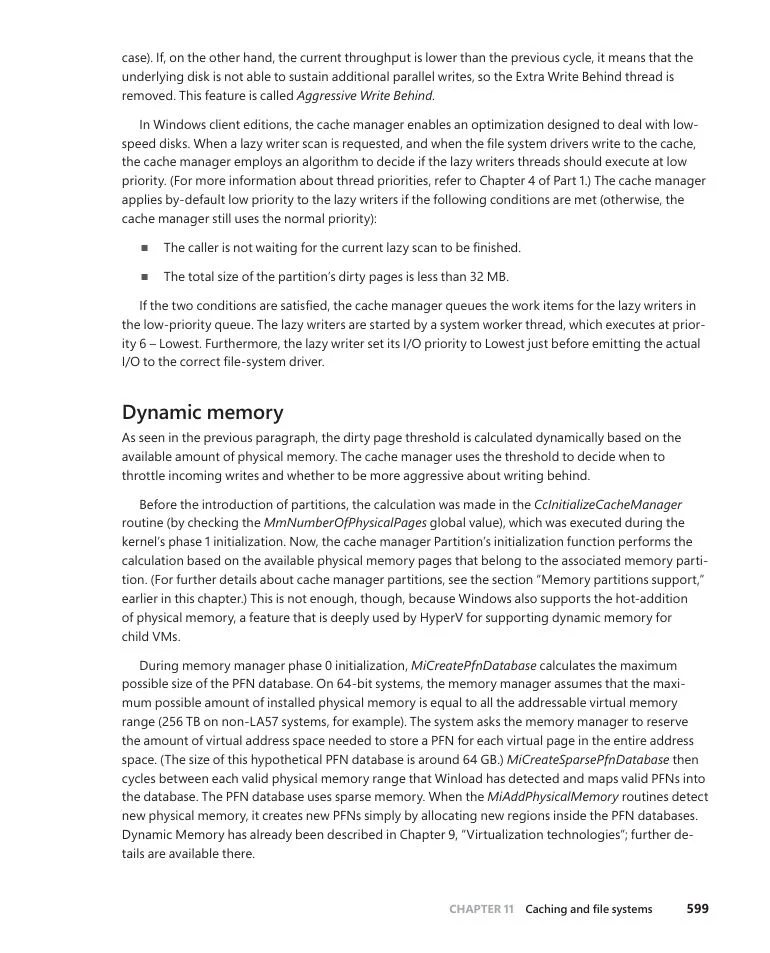 case). If, on the other hand, the current throughput is lower than the previous cycle, it means that the
underlying disk is not able to sustain additional parallel writes, so the Extra Write Behind thread is
removed. This feature is called Aggressive Write Behind.
In Windows client editions, the cache manager enables an optimization designed to deal with low-
speed disks. When a lazy writer scan is requested, and when the file system drivers write to the cache,
the cache manager employs an algorithm to decide if the lazy writers threads should execute at low
priority. (For more information about thread priorities, refer to Chapter 4 of Part 1.) The cache manager
applies by-default low priority to the lazy writers if the following conditions are met (otherwise, the
cache manager still uses the normal priority):
■ The caller is not waiting for the current lazy scan to be finished.
■ The total size of the partition's dirty pages is less than 32 MB.
If the two conditions are satisfied, the cache manager queues the work items for the lazy writers in
the low-priority queue. The lazy writers are started by a system worker thread, which executes at prior-
ity 6 – Lowest. Furthermore, the lazy writer set its I/O priority to Lowest just before emitting the actual
I/O to the correct file-system driver.
Dynamic memory
As seen in the previous paragraph, the dirty page threshold is calculated dynamically based on the
available amount of physical memory. The cache manager uses the threshold to decide when to
throttle incoming writes and whether to be more aggressive about writing behind.
Before the introduction of partitions, the calculation was made in the CcInitializeCacheManager
routine (by checking the MmNumberOfPhysicalPages global value), which was executed during the
kernel's phase 1 initialization. Now, the cache manager Partition's initialization function performs the
calculation based on the available physical memory pages that belong to the associated memory parti-
tion. (For further details about cache manager partitions, see the section "Memory partitions support,"
earlier in this chapter.) This is not enough, though, because Windows also supports the hot-addition
of physical memory, a feature that is deeply used by HyperV for supporting dynamic memory for
child VMs.
During memory manager phase 0 initialization, MiCreatePfnDatabase calculates the maximum
possible size of the PFN database. On 64-bit systems, the memory manager assumes that the maxi-
mum possible amount of installed physical memory is equal to all the addressable virtual memory
range (256 TB on non-LA57 systems, for example). The system asks the memory manager to reserve
the amount of virtual address space needed to store a PFN for each virtual page in the entire address
space. (The size of this hypothetical PFN database is around 64 GB.) MiCreateSparsePfnDatabase then
cycles between each valid physical memory range that Winload has detected and maps valid PFNs into
the database. The PFN database uses sparse memory. When the MiAddPhysicalMemory routines detect
new physical memory, it creates new PFNs simply by allocating new regions inside the PFN databases.
Dynamic Memory has already been described in Chapter 9, "Virtualization technologies"; further de-
tails are available there.
CHAPTER 11 Caching and file systems 599